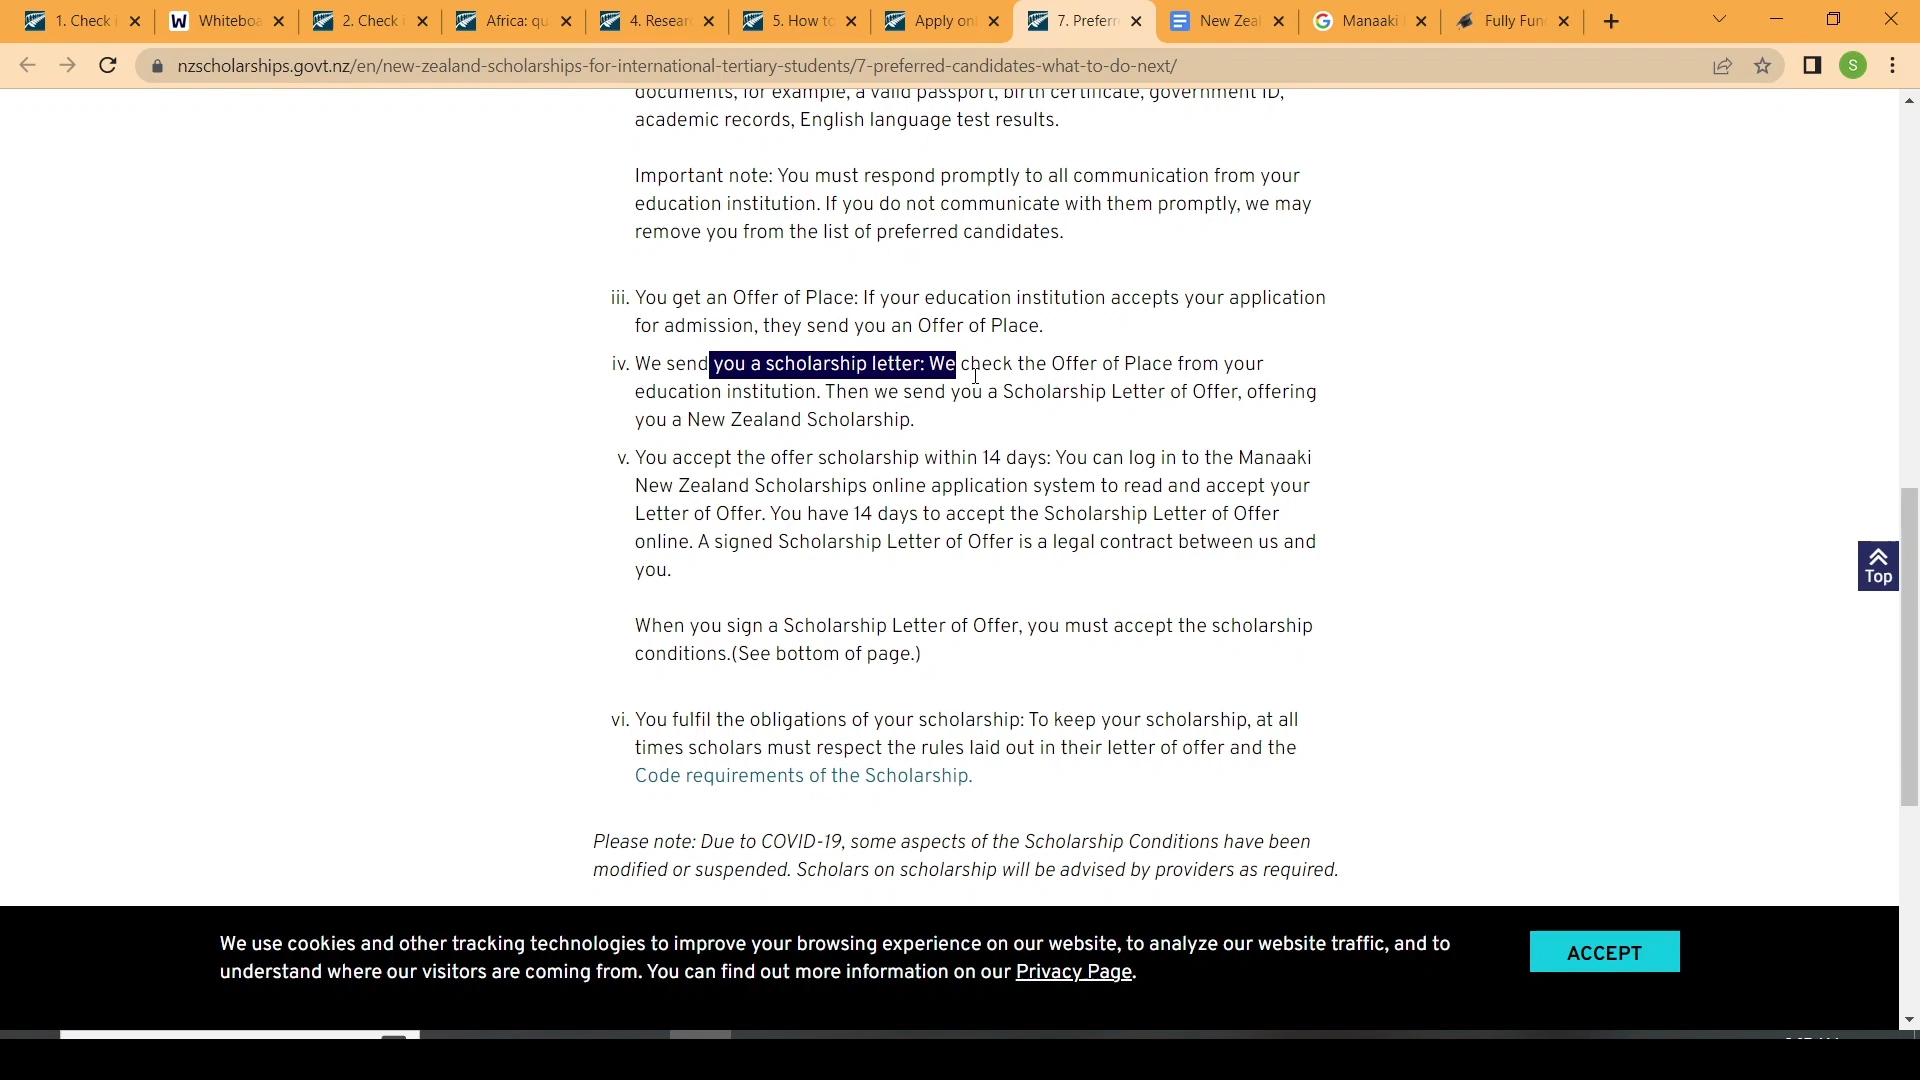 1. Check i
Whiteboa
2. Check i
Africa: qu
4. Resear
5. How to
Apply on
7. Preferr
New Zeal
Manaaki
Fully Fun
nzscholarships.govt.nz/en/new-zealand-scholarships-for-international-tertiary-students/7-preferred-candidates-what-to-do-next/
S
documents, for example, a valid passport, birth certificate, government ID,
academic records, English language test results.
Important note: You must respond promptly to all communication from your
education institution. If you do not communicate with them promptly, we may
remove you from the list of preferred candidates.
iii. You get an Offer of Place: If your education institution accepts your application
for admission, they send you an Offer of Place.
iv. We send you a scholarship letter: We check the Offer of Place from your
education institution. Then we send you a Scholarship Letter of Offer, offering
you a New Zealand Scholarship.
v. You accept the offer scholarship within 14 days: You can log in to the Manaaki
New Zealand Scholarships online application system to read and accept your
Letter of Offer. You have 14 days to accept the Scholarship Letter of Offer
online. A signed Scholarship Letter of Offer is a legal contract between us and
you.
When you sign a Scholarship Letter of Offer, you must accept the scholarship
conditions.(See bottom of page.)
vi. You fulfil the obligations of your scholarship: To keep your scholarship, at all
times scholars must respect the rules laid out in their letter of offer and the
Code requirements of the Scholarship.
Please note: Due to COVID-19, some aspects of the Scholarship Conditions have been
modified or suspended. Scholars on scholarship will be advised by providers as required.
Top
We use cookies and other tracking technologies to improve your browsing experience on our website, to analyze our website traffic, and to
understand where our visitors are coming from. You can find out more information on our Privacy Page.
ACCEPT